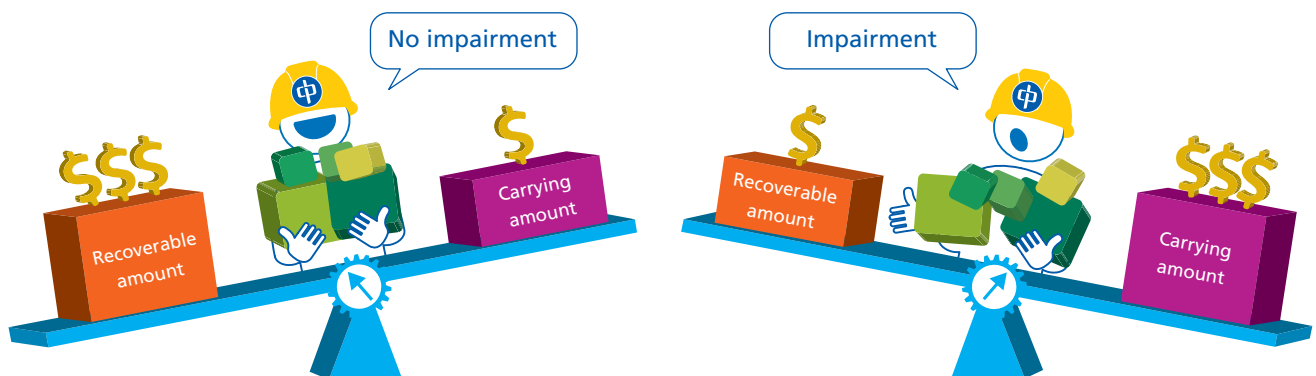 No impairment
$$$
Recoverable
amount
$
Carrying
amount
Impairment
$
Recoverable
amount
$$$
Carrying
amount